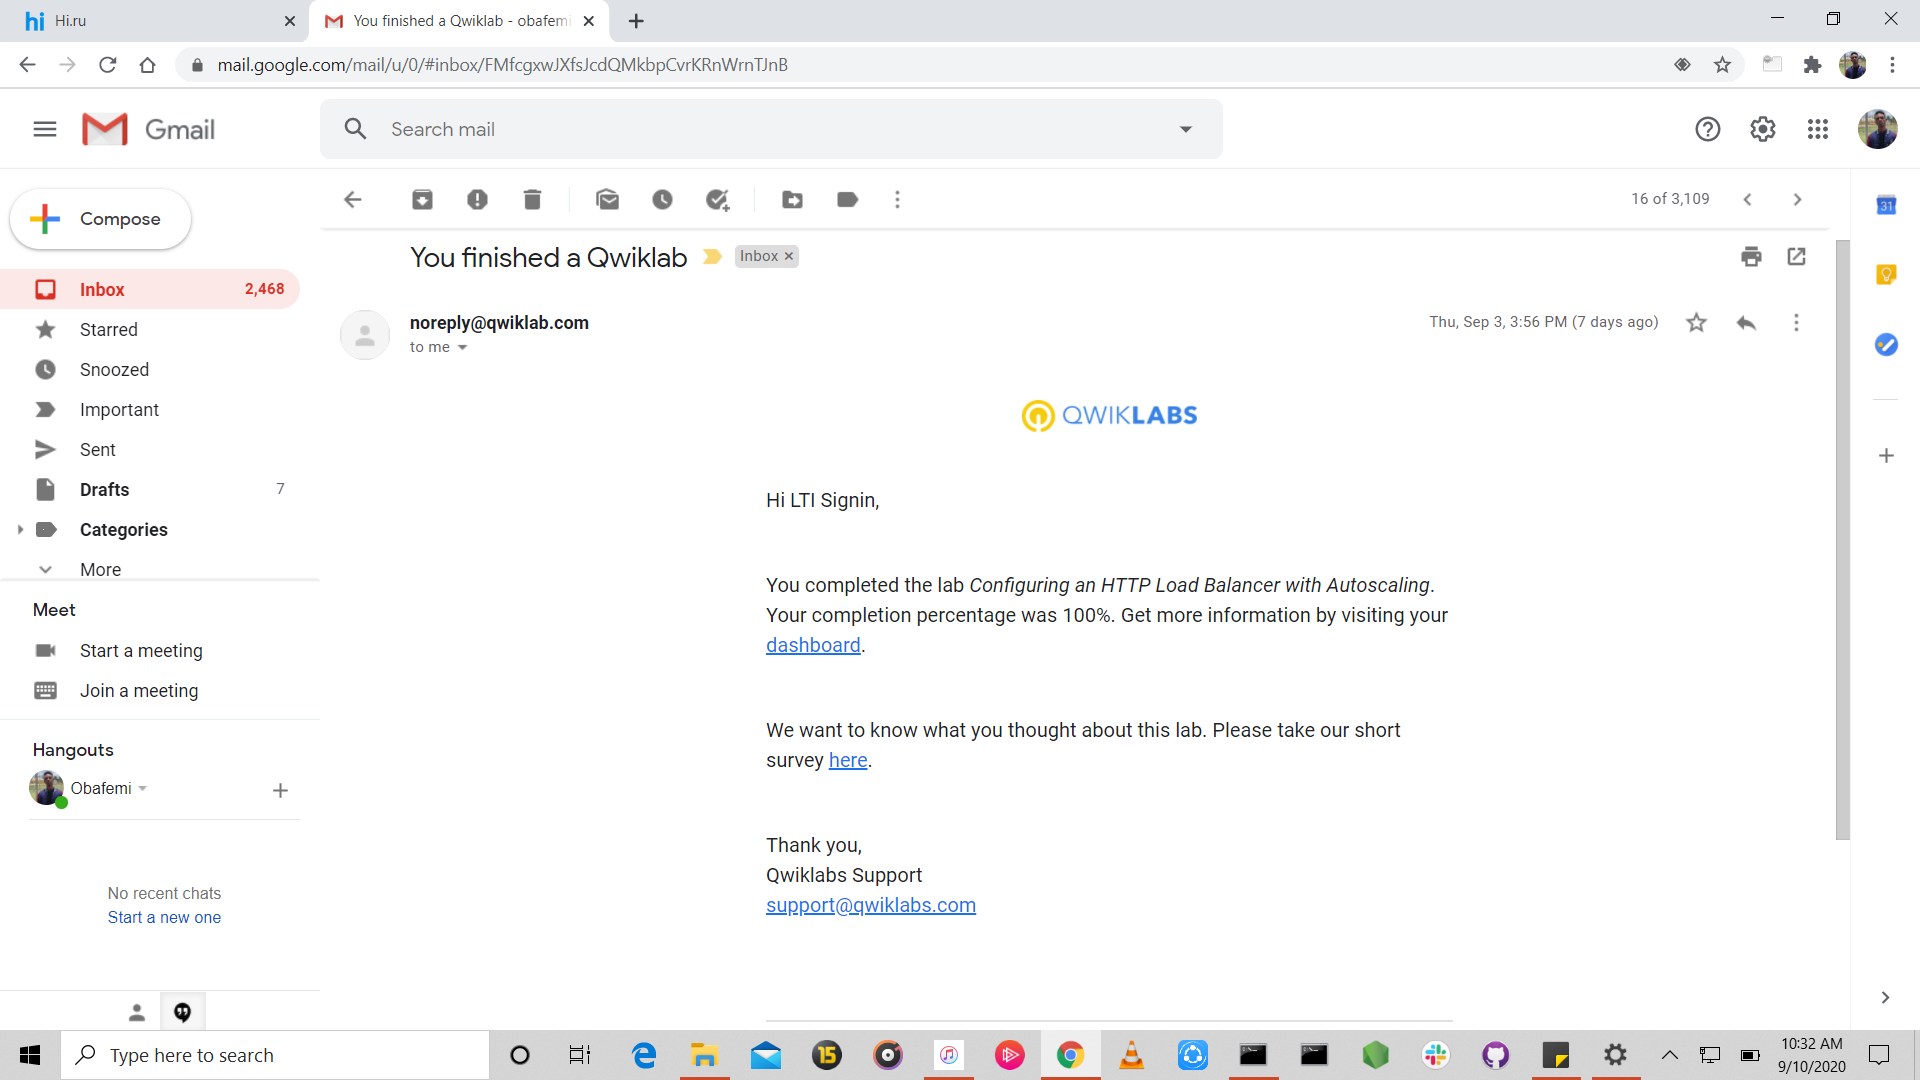 hi Hi.ru
You finished a Qwiklab - obafemi
mail.google.com/mail/u/0/#inbox/FMfcgxwJXfsJcdQMkbpCvrKRnWrnTJnB
Gmail
Search mail
Compose
16 of 3,109
31
You finished a Qwiklab
Inbox
Inbox 2,468
Starred
Snoozed
Important
Sent
Drafts 7
Categories
More
noreply@qwiklab.com
to me
Thu, Sep 3, 3:56 PM (7 days ago)
QWIKLABS
Hi LTI Signin,
You completed the lab Configuring an HTTP Load Balancer with Autoscaling.
Your completion percentage was 100%. Get more information by visiting your
dashboard.
We want to know what you thought about this lab. Please take our short
survey here.
Thank you,
Qwiklabs Support
support@qwiklabs.com
Meet
Start a meeting
Join a meeting
Hangouts
Obafemi
No recent chats
Start a new one
Type here to search
15
10:32 AM
9/10/2020